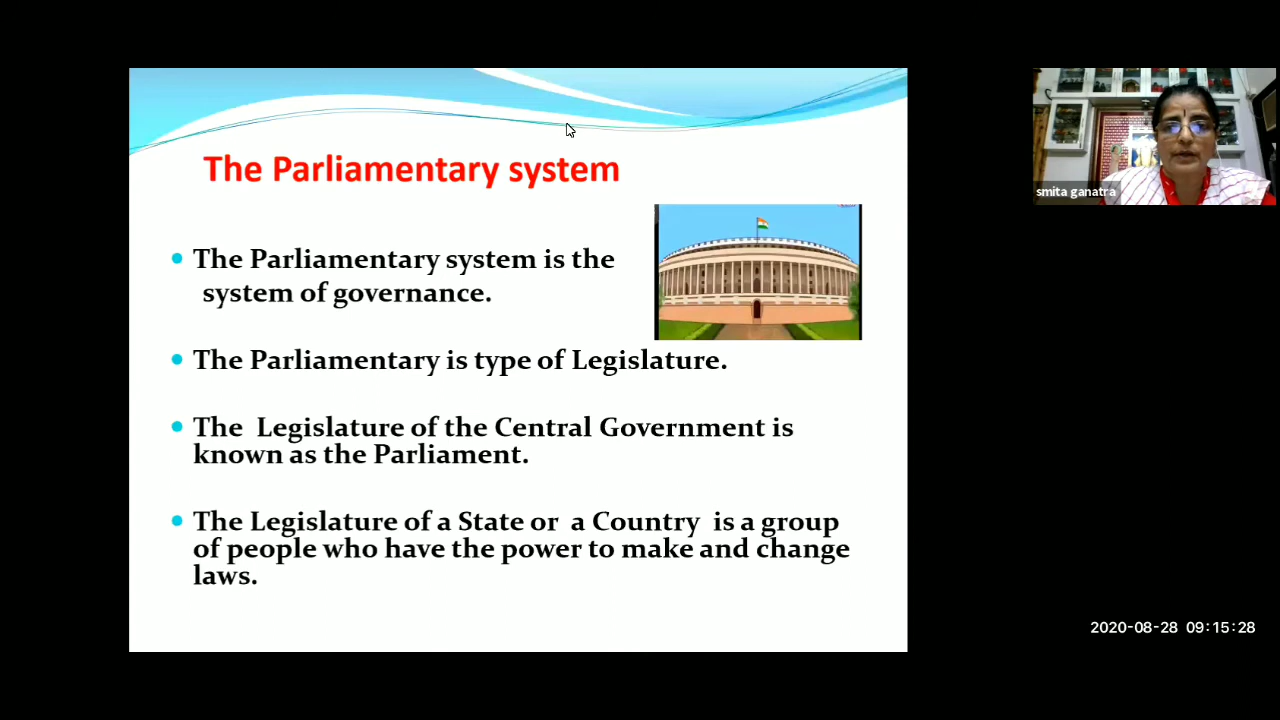 The Parliamentary system
smita ganatra
• The Parliamentary system is the
system of governance.
• The Parliamentary is type of Legislature.
• The Legislature of the Central Government is
known as the Parliament.
• The Legislature of a State or a Country is a group
of people who have the power to make and change
laws.
2020-08-28 09:15:28